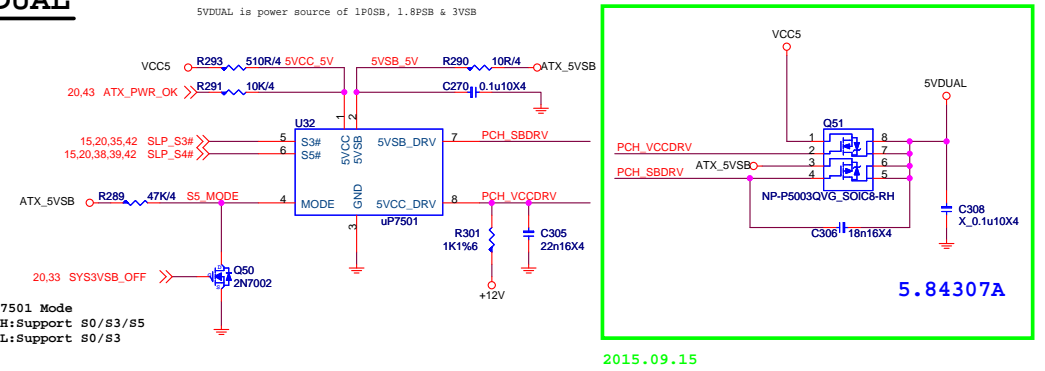 DUAL
5VDUAL is power source of 1P0SB, 1.8PSB & 3VSB
VCC5
R293
510R/4
5VCC_5V
5VSB_5V
R290
10R/4
ATX_5VSB
20,43 ATX_PWR_OK
R291
10K/4
C270
0.1u10X4
U32
1
2
15,20,35,42 SLP_S3#
5
S3#
5VCC
5VSB
5VSB_DRV
7
PCH_SBDRV
15,20,38,39,42 SLP_S4#
6
S5#
ATX_5VSB
R289
47K/4
S5_MODE
4
MODE
GND
5VCC_DRV
8
PCH_VCCDRV
3
uP7501
R301
1K1%6
C305
22n16X4
+12V
20,33 SYS3VSB_OFF
Q50
2N7002
7501 Mode
H:Support S0/S3/S5
L:Support S0/S3
VCC5
5VDUAL
Q51
1
8
PCH_VCCDRV
2
7
ATX_5VSB
3
6
PCH_SBDRV
4
5
NP-P5003QVG_SOIC8-RH
C306
18n16X4
C308
X_0.1u10X4
5.84307A
2015.09.15